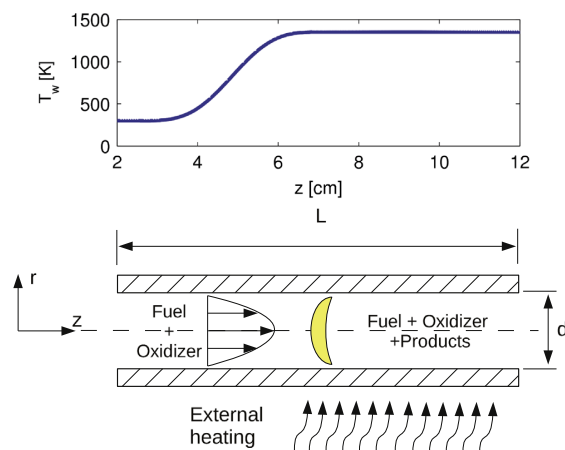 1500
1000
500
0
T_w [K]
2 4 6 8 10 12
z [cm]
L
r
z
Fuel
+
Oxidizer
Fuel + Oxidizer
+Products
d
External
heating